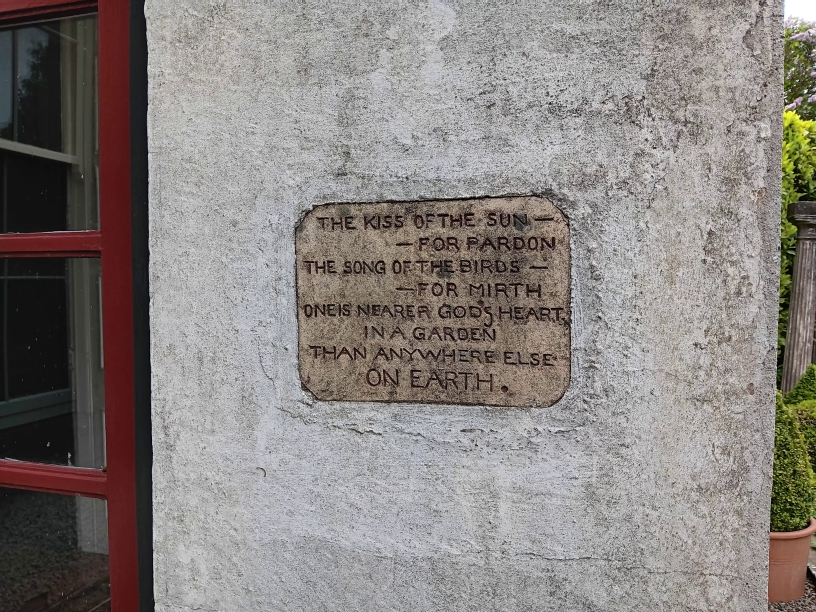 THE KISS OF THE SUN —
— FOR PARDON
THE SONG OF THE BIRDS —
— FOR MIRTH
ONE IS NEARER GOD'S HEART,
IN A GARDEN
THAN ANYWHERE ELSE
ON EARTH.